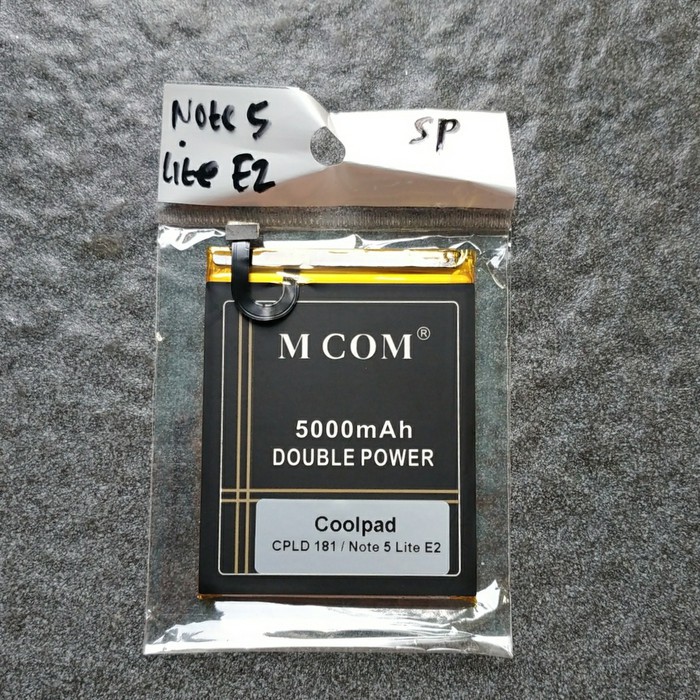 Note 5
Lite E2
SP
M COM®
5000mAh
DOUBLE POWER
Coolpad
CPLD 181 / Note 5 Lite E2